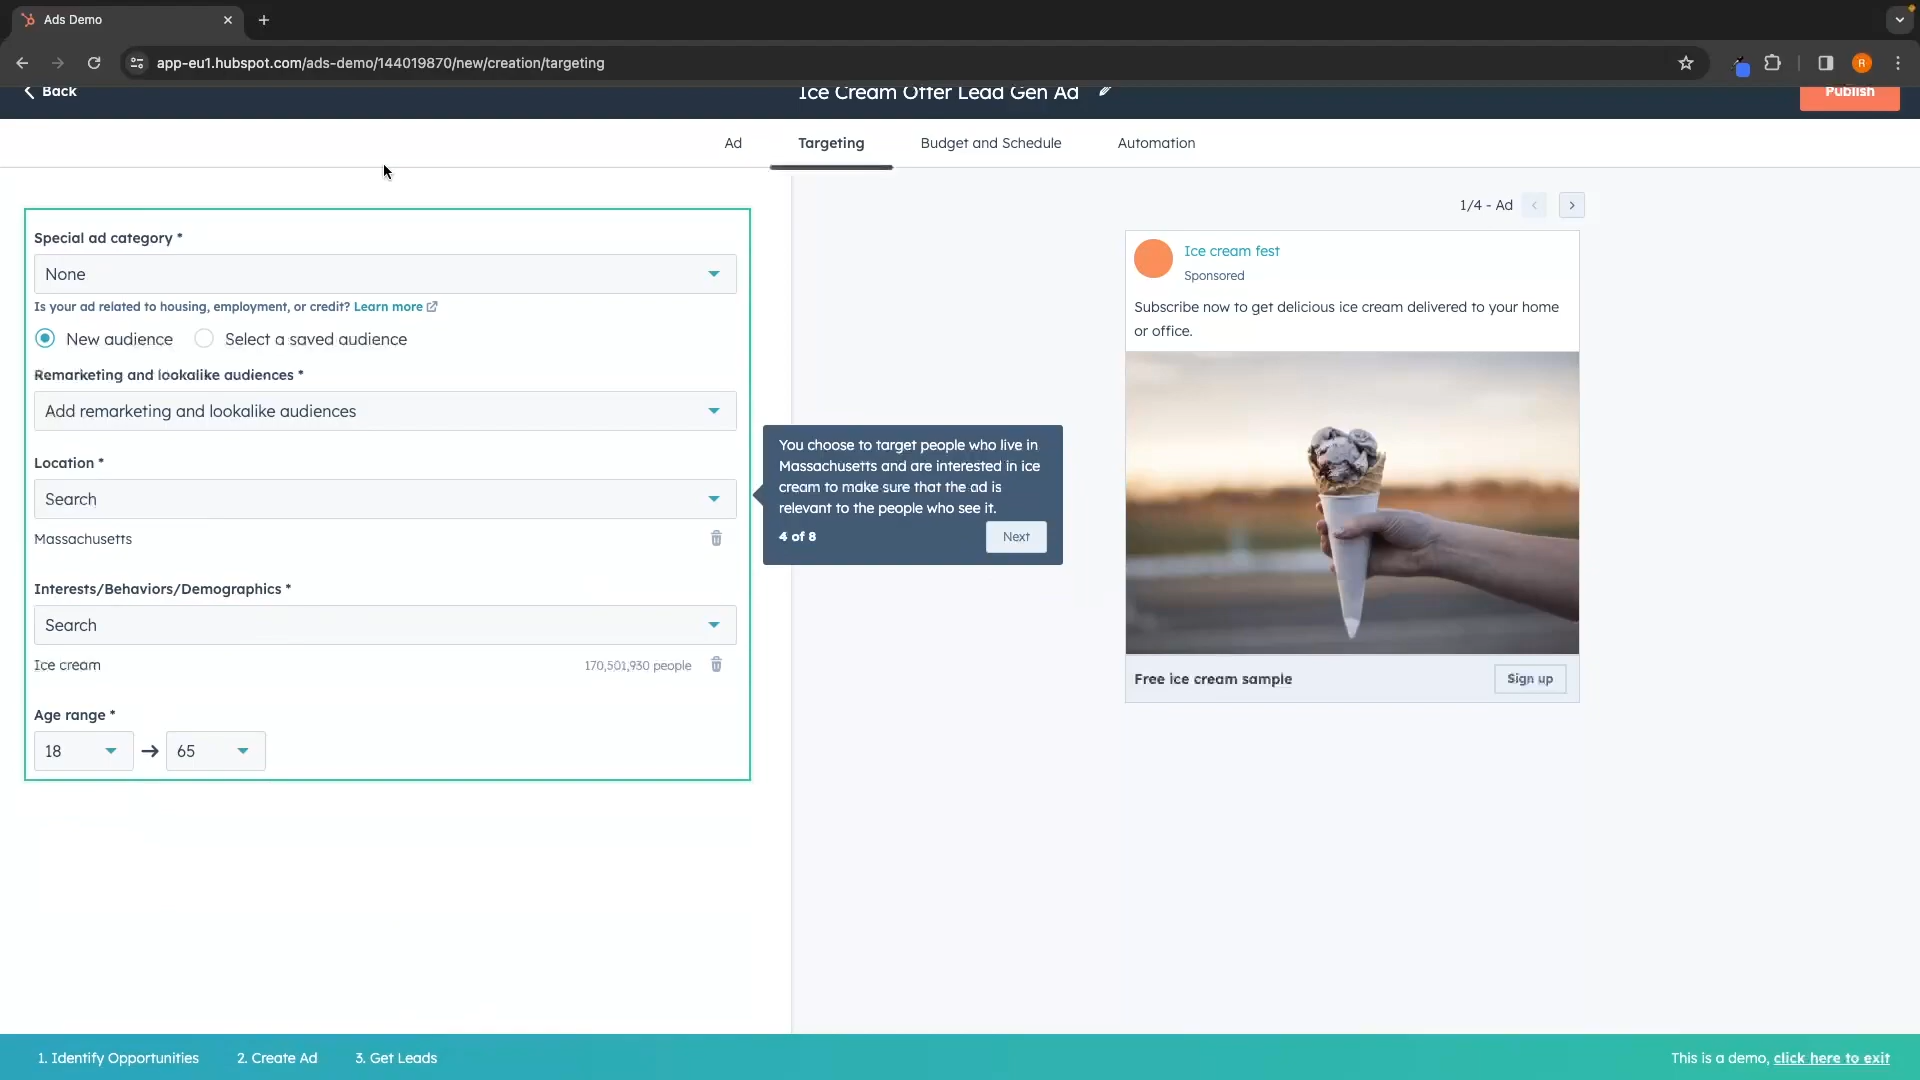 Ads Demo
app-eu1.hubspot.com/ads-demo/144019870/new/creation/targeting
R
Back
Ice Cream Offer Lead Gen Ad
Publish
Ad
Targeting
Budget and Schedule
Automation
Special ad category *
None
Is your ad related to housing, employment, or credit? Learn more
New audience
Select a saved audience
Remarketing and lookalike audiences *
Add remarketing and lookalike audiences
Location *
Search
Massachusetts
Interests/Behaviors/Demographics *
Search
Ice cream
170,501,930 people
Age range *
18
65
You choose to target people who live in
Massachusetts and are interested in ice
cream to make sure that the ad is
relevant to the people who see it.
4 of 8
Next
1/4 - Ad
Ice cream fest
Sponsored
Subscribe now to get delicious ice cream delivered to your home
or office.
Free ice cream sample
Sign up
1. Identify Opportunities
2. Create Ad
3. Get Leads
This is a demo, click here to exit